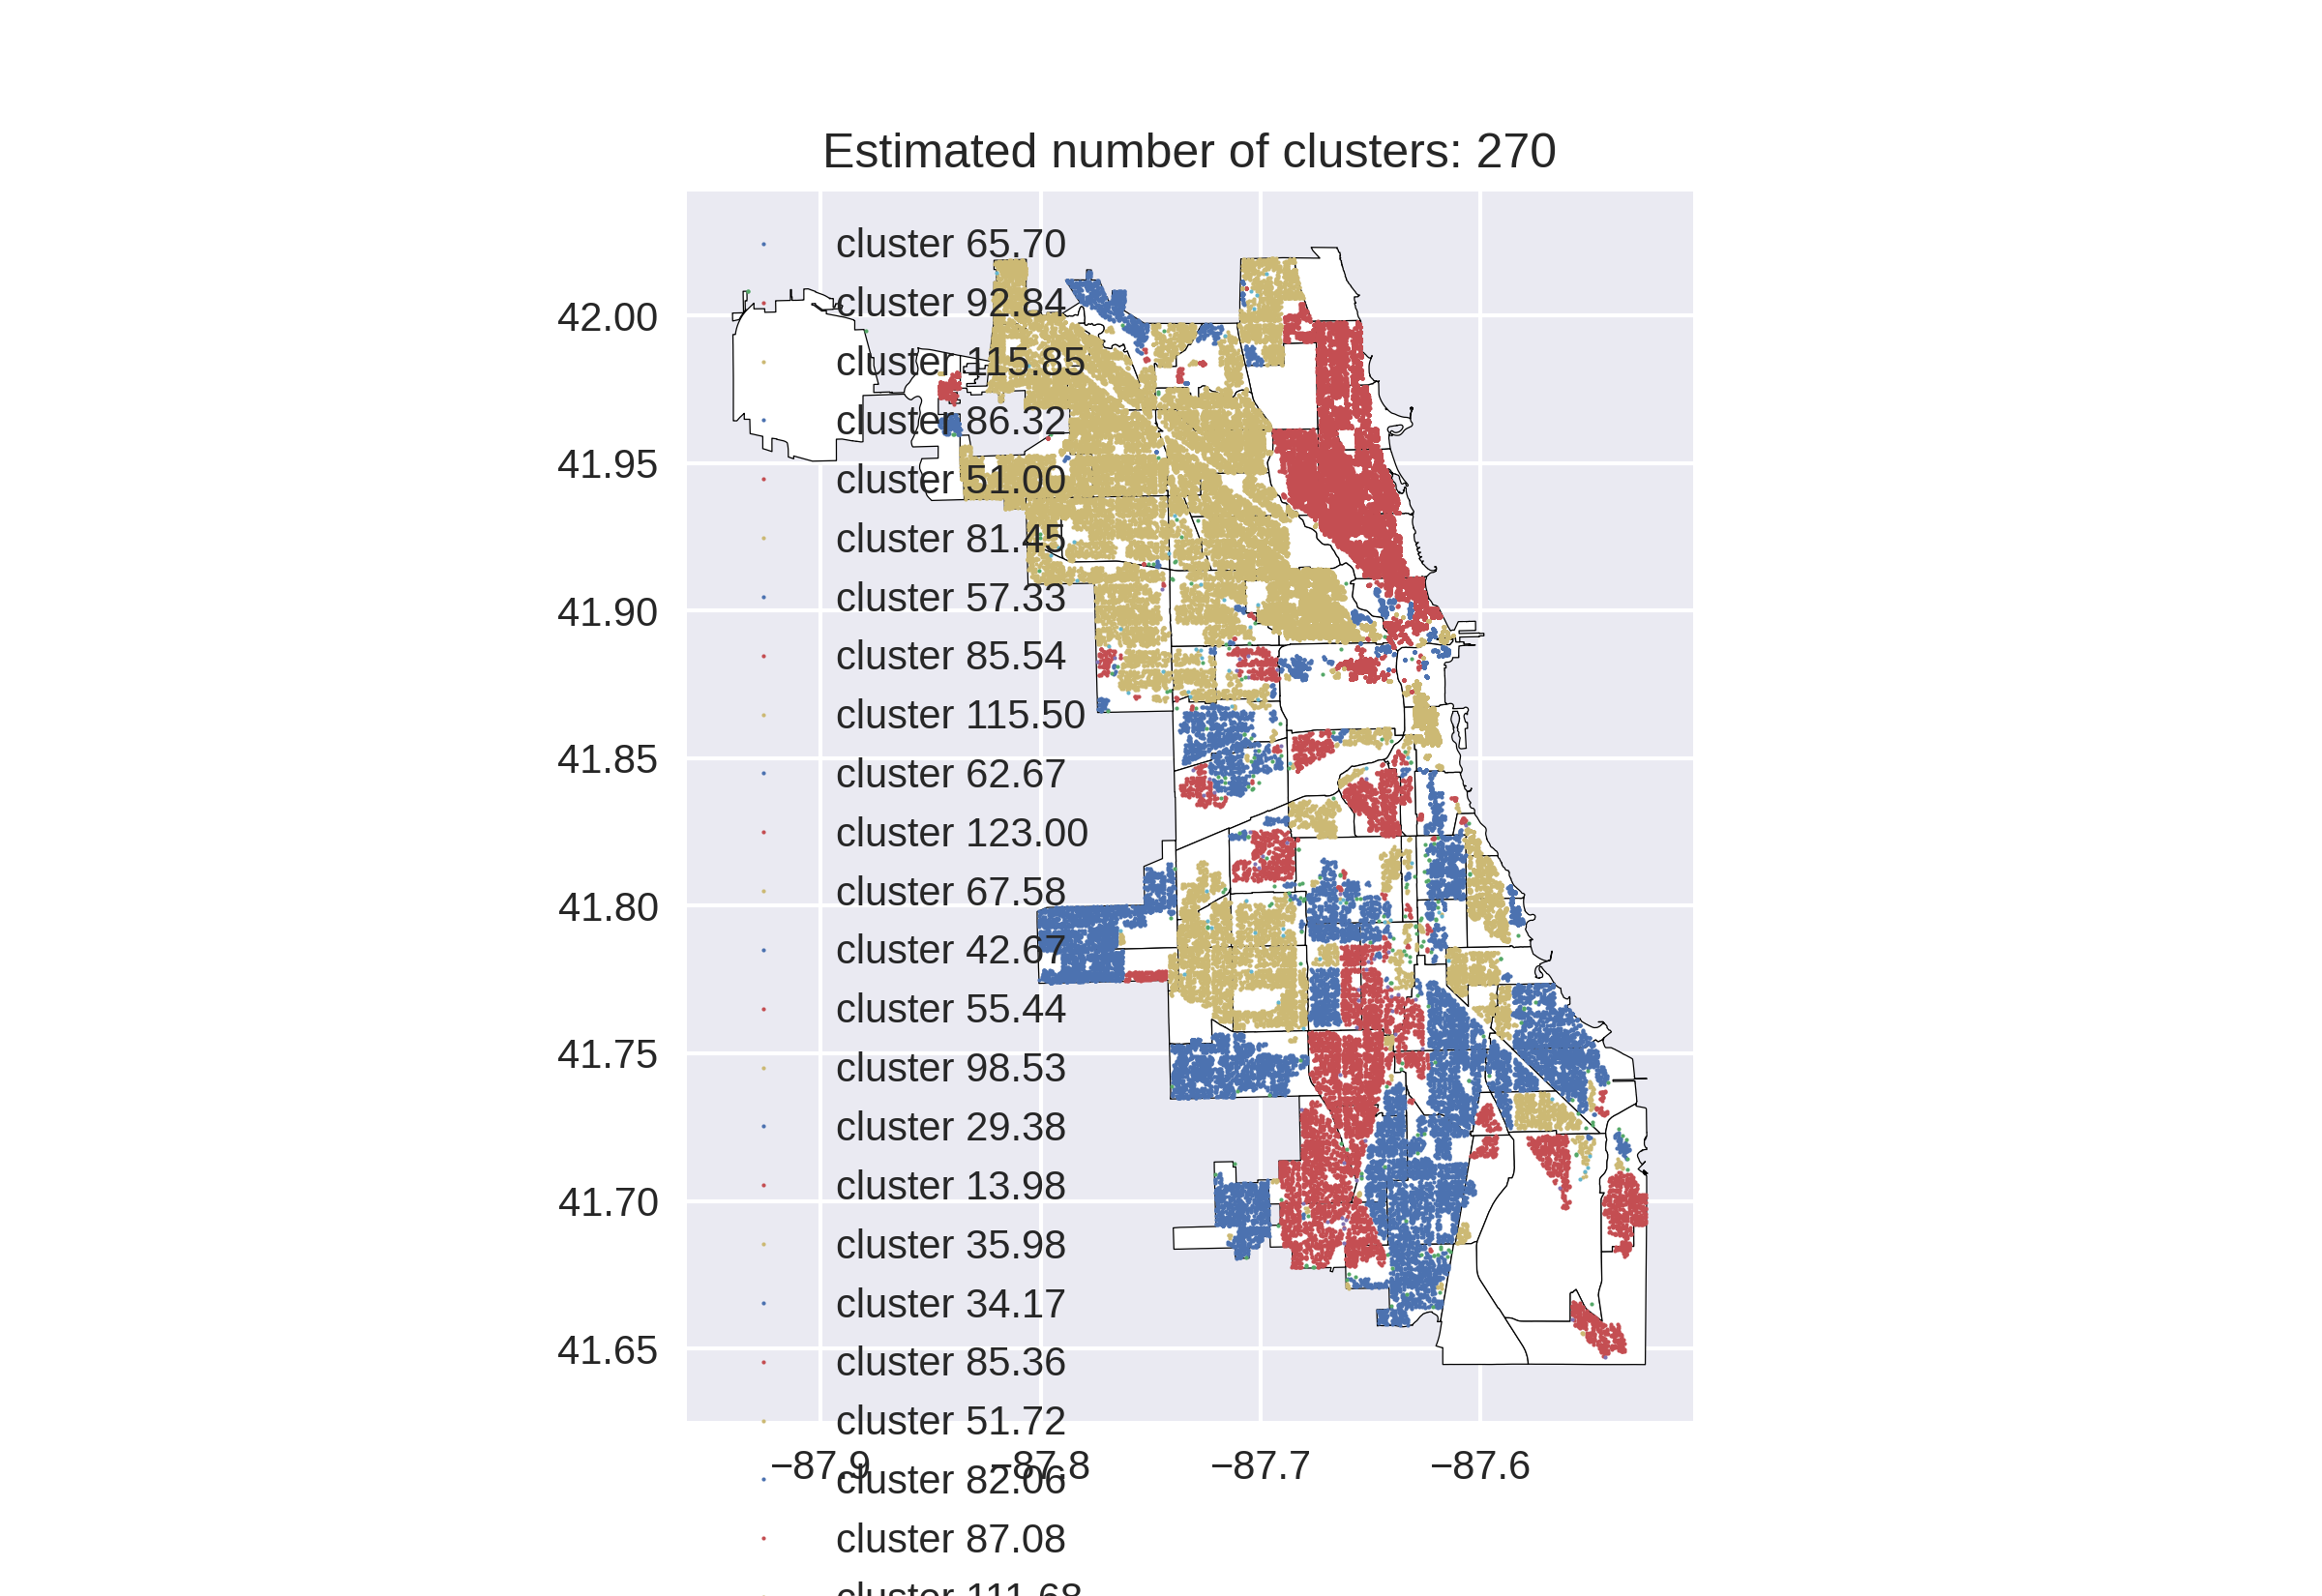 Estimated number of clusters: 270
cluster 65.70
cluster 92.84
cluster 115.85
cluster 86.32
cluster 51.00
cluster 81.45
cluster 57.33
cluster 85.54
cluster 115.50
cluster 62.67
cluster 123.00
cluster 67.58
cluster 42.67
cluster 55.44
cluster 98.53
cluster 29.38
cluster 13.98
cluster 35.98
cluster 34.17
cluster 85.36
cluster 51.72
cluster 82.06
cluster 87.08
cluster 111.68
42.00
41.95
41.90
41.85
41.80
41.75
41.70
41.65
−87.9 −87.8 −87.7 −87.6